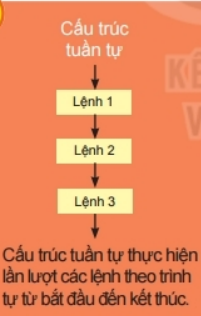 Cấu trúc
tuần tự
Lệnh 1
Lệnh 2
Lệnh 3
Cấu trúc tuần tự thực hiện
lần lượt các lệnh theo trình
tự từ bắt đầu đến kết thúc.